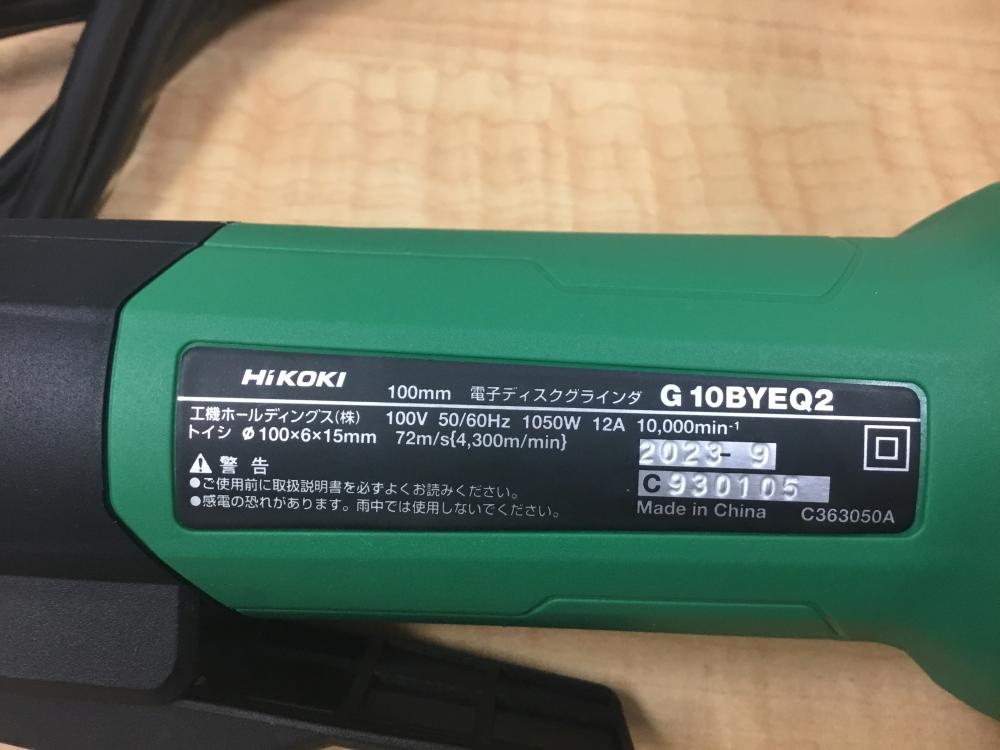 HiKOKI 100mm 電子ディスクグラインダ G 10BYEQ2
工機ホールディングス(株) 100V 50/60Hz 1050W 12A 10,000min⁻¹
トイシ φ100×6×15mm 72m/s{4,300m/min}
2023-9
警告
C 930105
●ご使用前に取扱説明書を必ずよくお読みください。
●感電の恐れがあります。雨中では使用しないでください。
Made in China C363050A